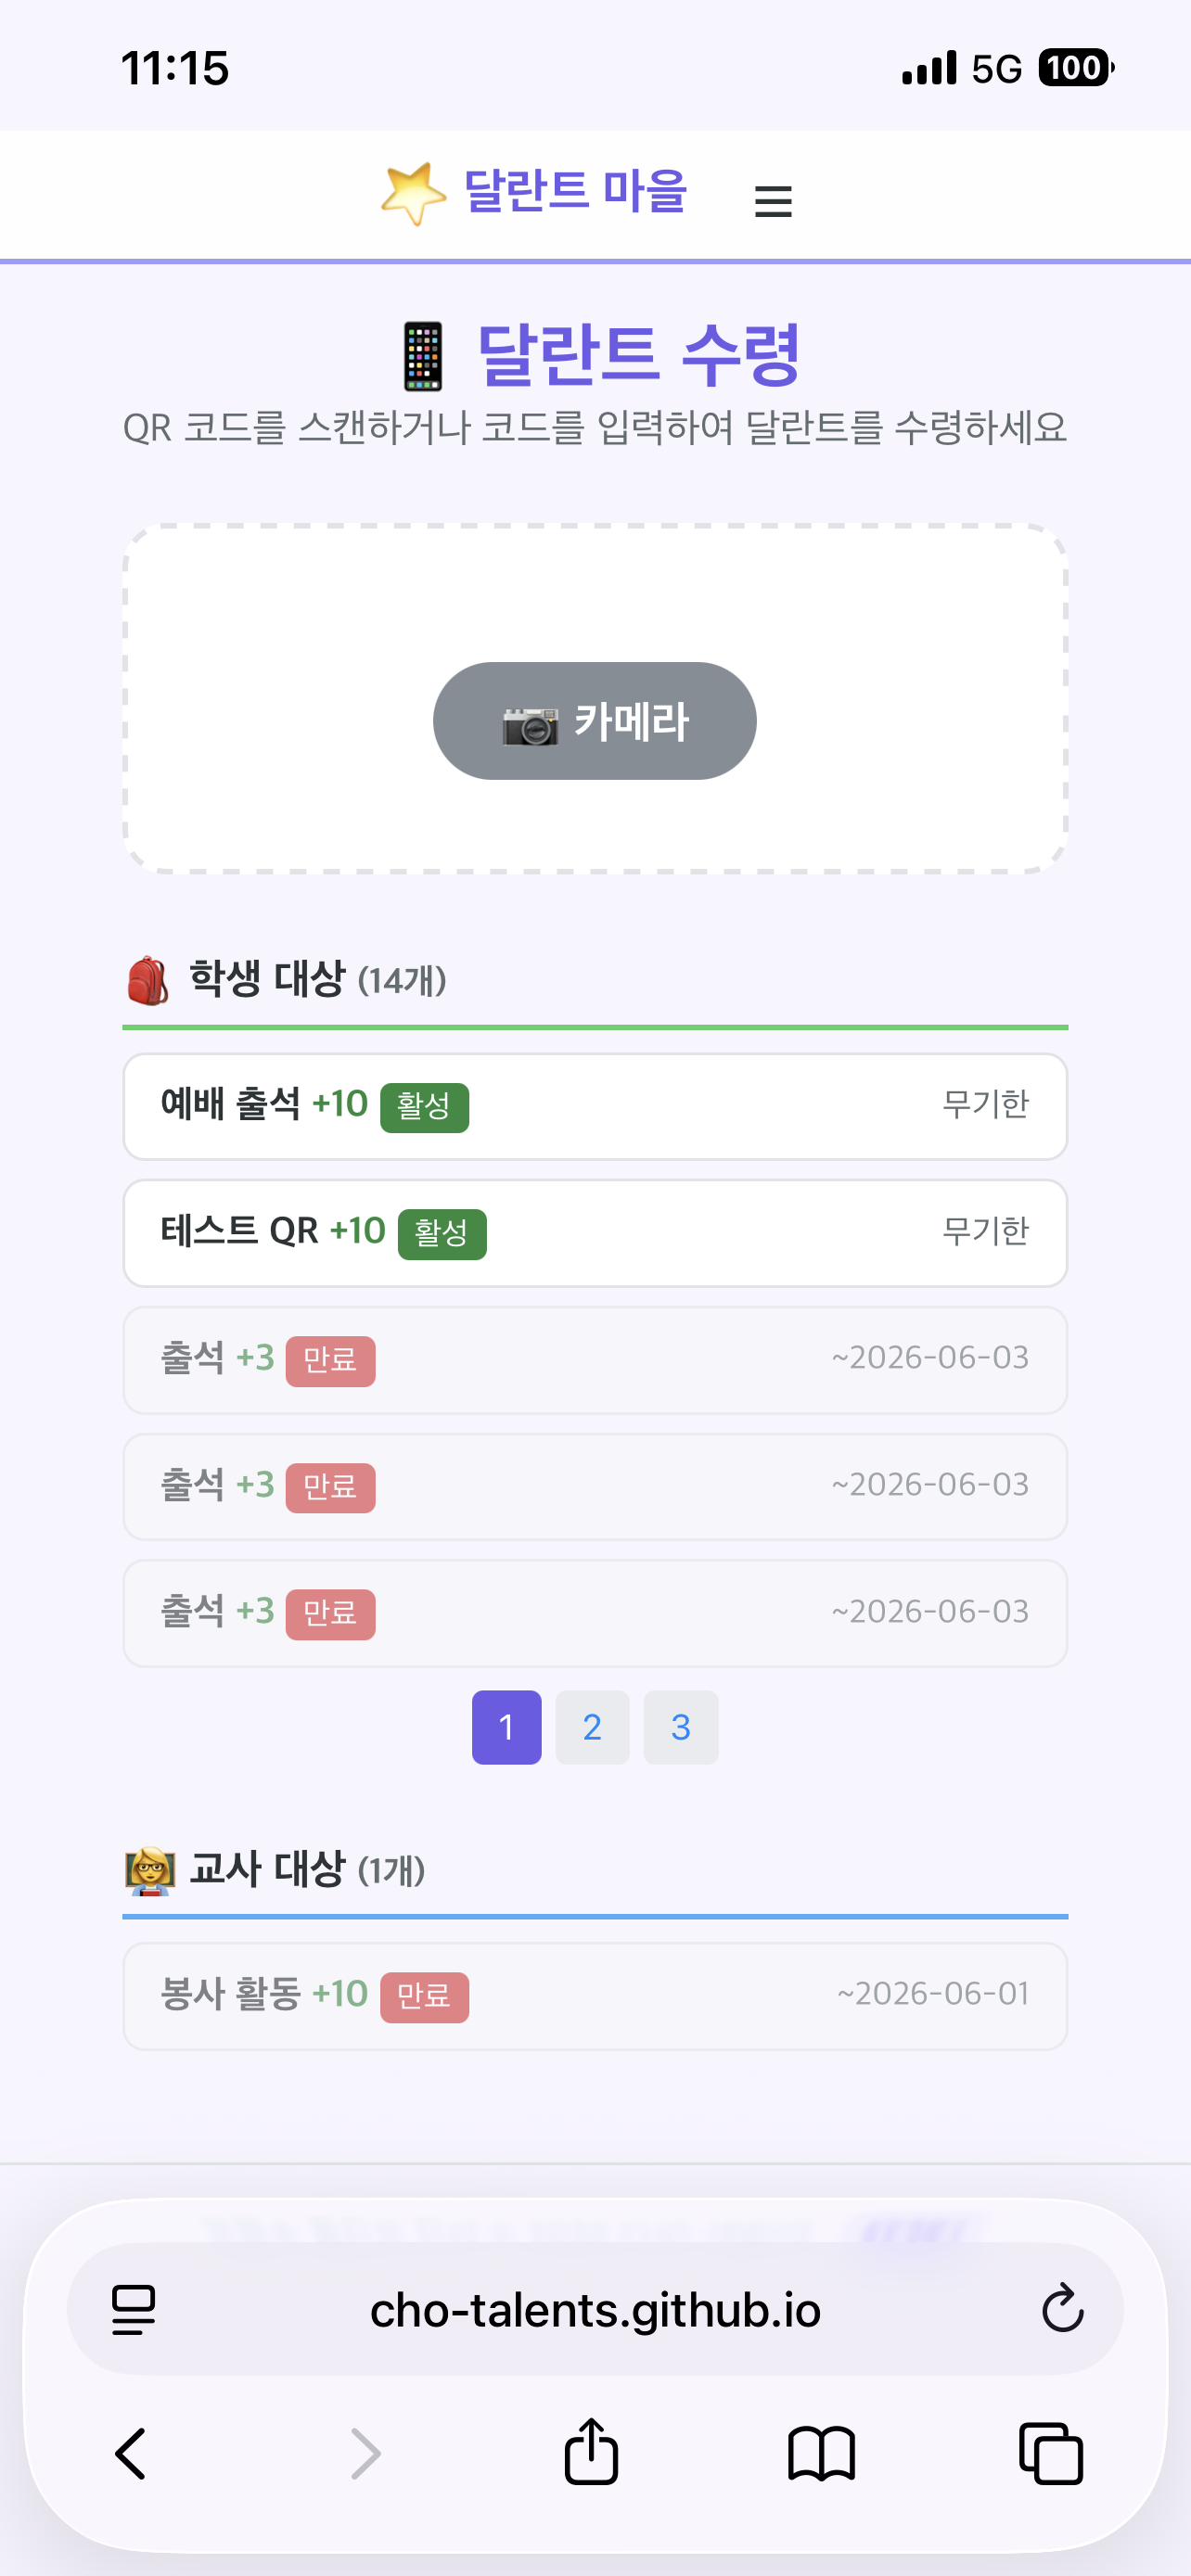 11:15 5G 100
달란트 마을
달란트 수령
QR 코드를 스캔하거나 코드를 입력하여 달란트를 수령하세요
카메라
학생 대상 (14개)
예배 출석 +10 활성 무기한
테스트 QR +10 활성 무기한
출석 +3 만료 ~2026-06-03
출석 +3 만료 ~2026-06-03
출석 +3 만료 ~2026-06-03
1 2 3
교사 대상 (1개)
봉사 활동 +10 만료 ~2026-06-01
cho-talents.github.io